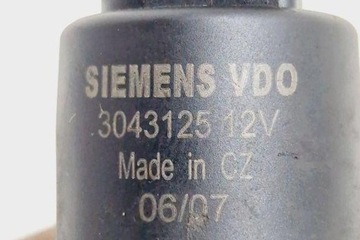 SIEMENS VDO
3043125 12V
Made in CZ
06/07